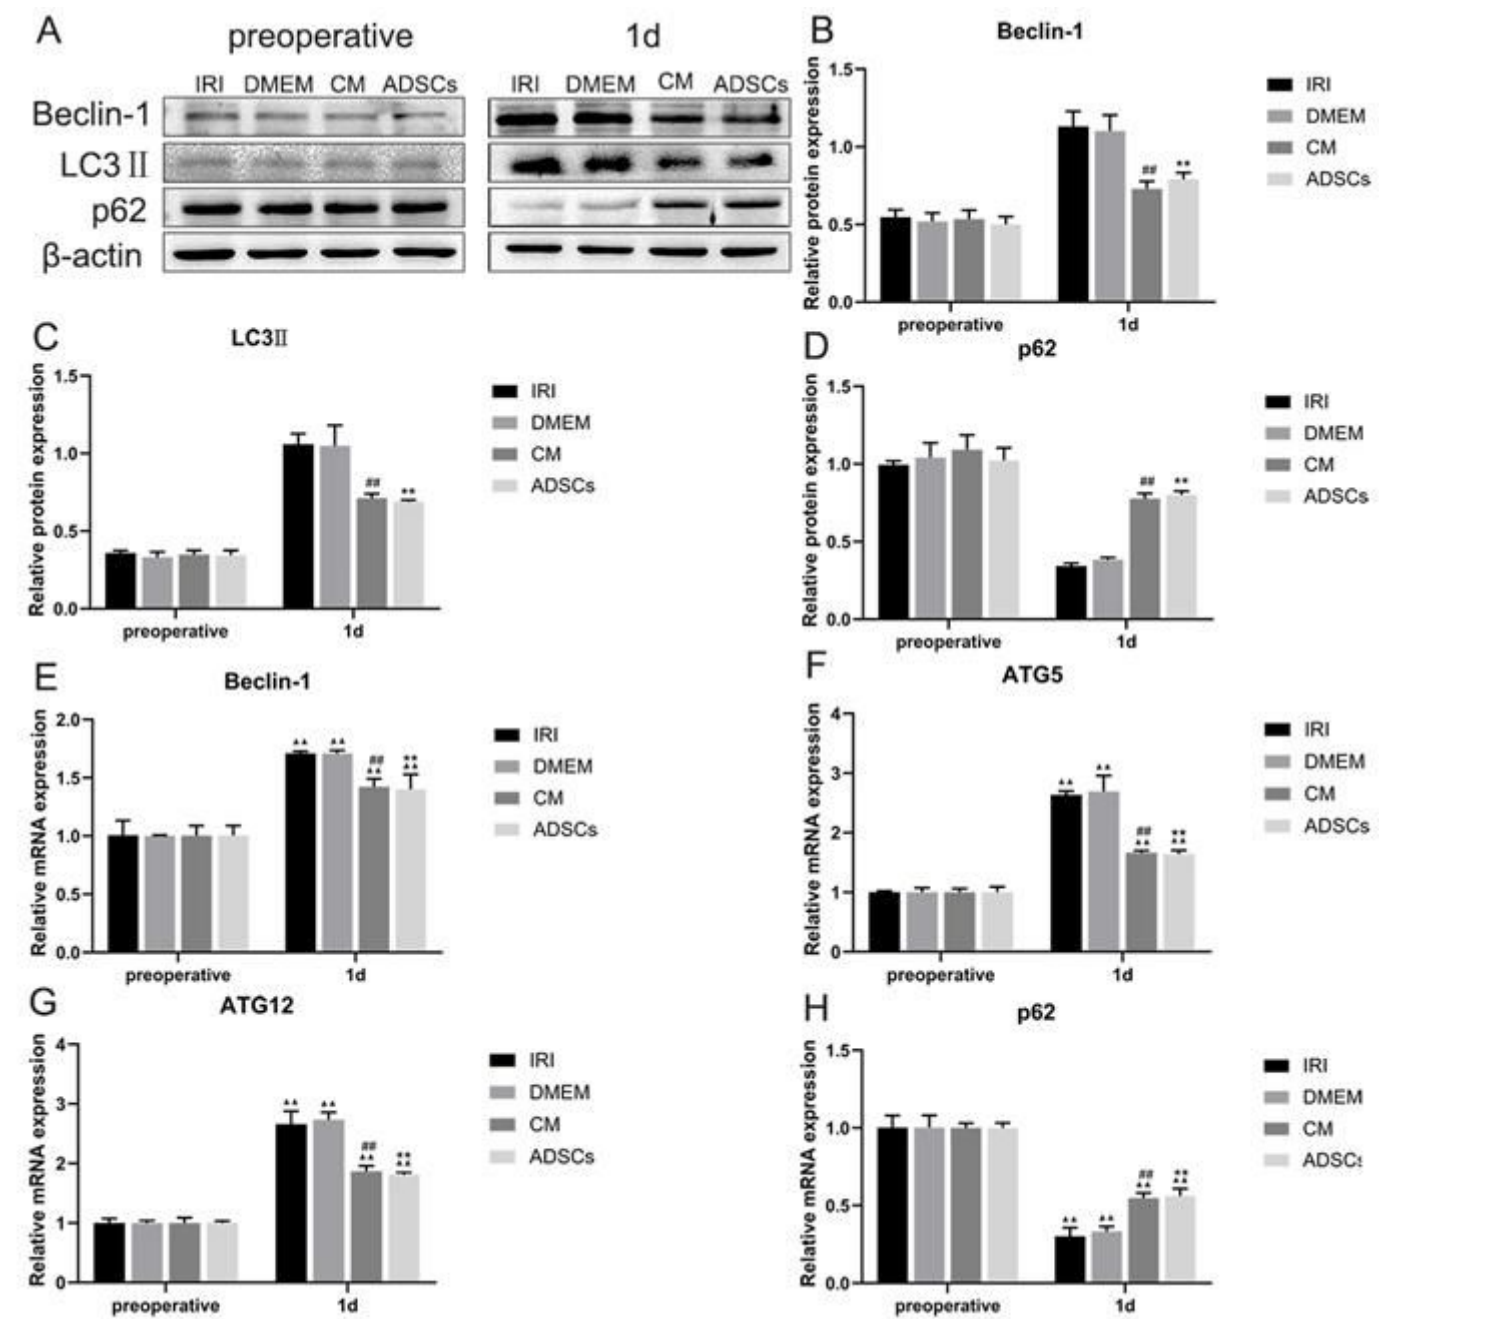 A
preoperative
1d
IRI DMEM CM ADSCs
IRI DMEM CM ADSCs
Beclin-1
LC3Ⅱ
p62
β-actin
B
Beclin-1
Relative protein expression
1.5
1.0
0.5
0.0
preoperative
1d
##
**
IRI
DMEM
CM
ADSCs
C
LC3Ⅱ
Relative protein expression
1.5
1.0
0.5
0.0
preoperative
1d
##
**
IRI
DMEM
CM
ADSCs
D
p62
Relative protein expression
1.5
1.0
0.5
0.0
preoperative
1d
##
**
IRI
DMEM
CM
ADSCs
E
Beclin-1
Relative mRNA expression
2.0
1.5
1.0
0.5
0.0
preoperative
1d
▲▲
▲▲
##
▲▲
**
▲▲
IRI
DMEM
CM
ADSCs
F
ATG5
Relative mRNA expression
4
3
2
1
0
preoperative
1d
▲▲
▲▲
##
▲▲
**
▲▲
IRI
DMEM
CM
ADSCs
G
ATG12
Relative mRNA expression
4
3
2
1
0
preoperative
1d
▲▲
▲▲
##
▲▲
**
▲▲
IRI
DMEM
CM
ADSCs
H
p62
Relative mRNA expression
1.5
1.0
0.5
0.0
preoperative
1d
▲▲
▲▲
##
▲▲
**
▲▲
IRI
DMEM
CM
ADSCs